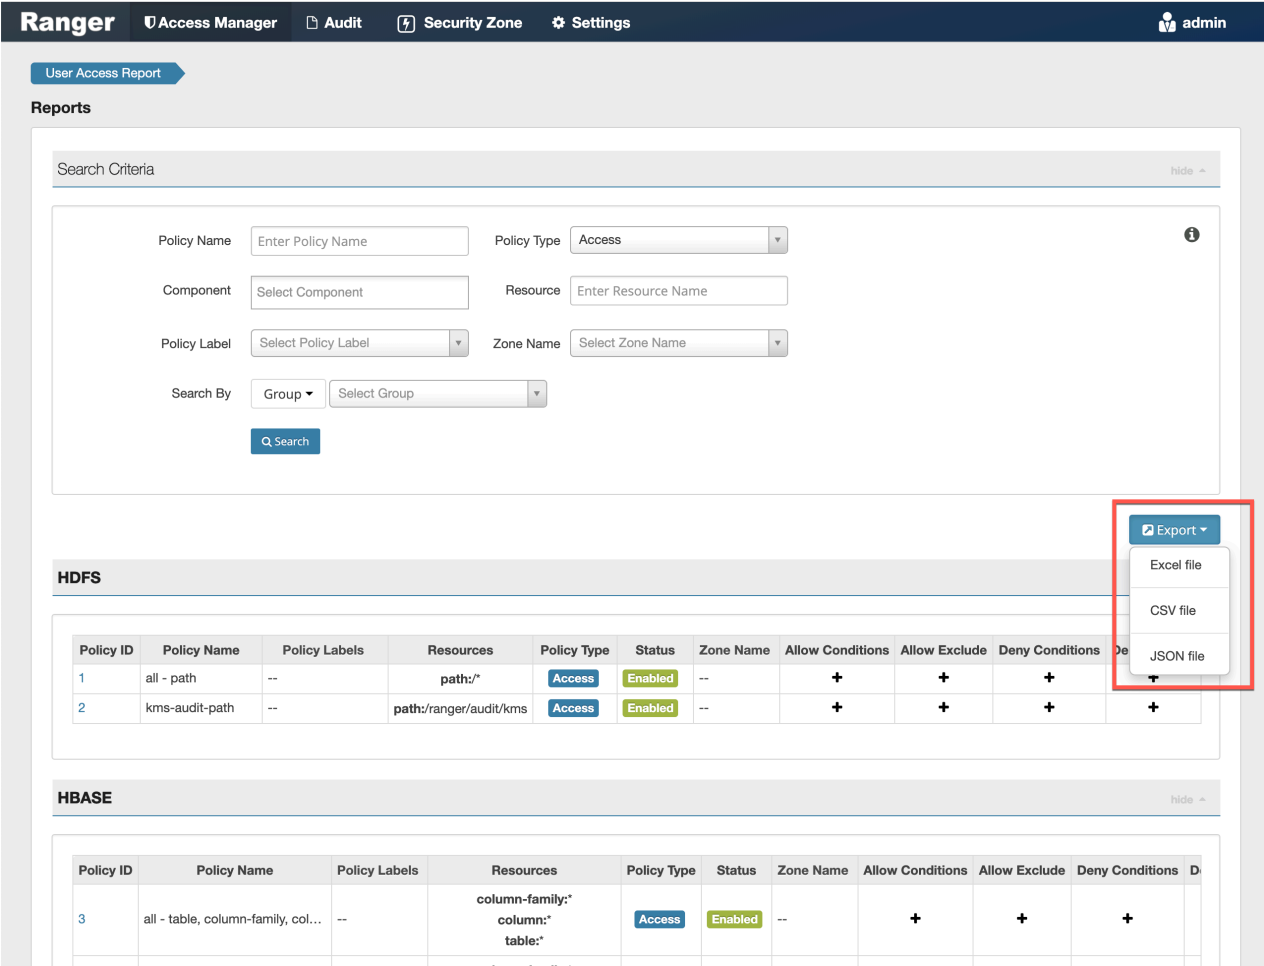 Ranger Access Manager Audit Security Zone Settings admin
User Access Report
Reports
Search Criteria hide
Policy Name Enter Policy Name Policy Type Access
Component Select Component Resource Enter Resource Name
Policy Label Select Policy Label Zone Name Select Zone Name
Search By Group Select Group
Search
Export
Excel file
CSV file
JSON file
HDFS
Policy ID Policy Name Policy Labels Resources Policy Type Status Zone Name Allow Conditions Allow Exclude Deny Conditions De
1 all - path -- path:/* Access Enabled -- + + + +
2 kms-audit-path -- path:/ranger/audit/kms Access Enabled -- + + + +
HBASE hide
Policy ID Policy Name Policy Labels Resources Policy Type Status Zone Name Allow Conditions Allow Exclude Deny Conditions D
column-family:*
3 all - table, column-family, col... -- column:* Access Enabled -- + + +
table:*